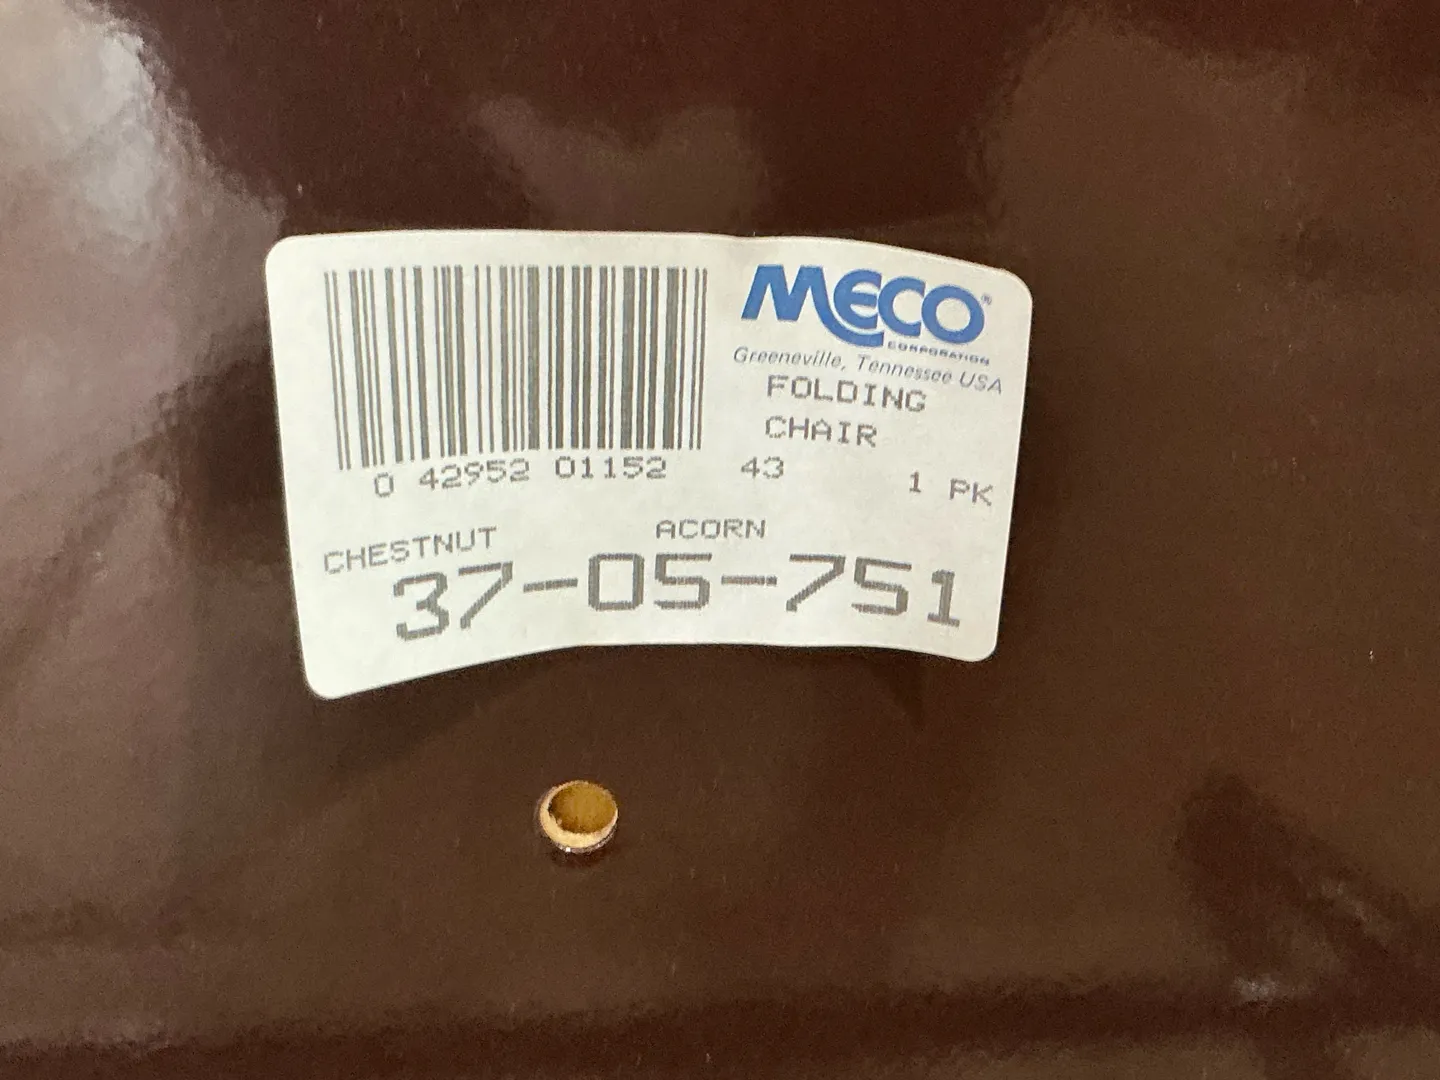 MECO®
CORPORATION
Greeneville, Tennessee USA
FOLDING
CHAIR
0 42952 01152 43 1 PK
CHESTNUT ACORN
37-05-751